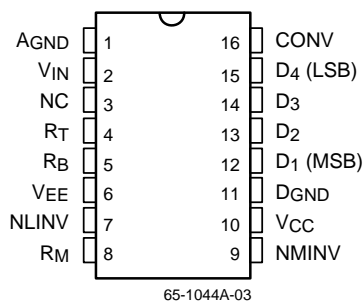 AGND 1 16 CONV
VIN 2 15 D4 (LSB)
NC 3 14 D3
RT 4 13 D2
RB 5 12 D1 (MSB)
VEE 6 11 DGND
NLINV 7 10 VCC
RM 8 9 NMINV
65-1044A-03